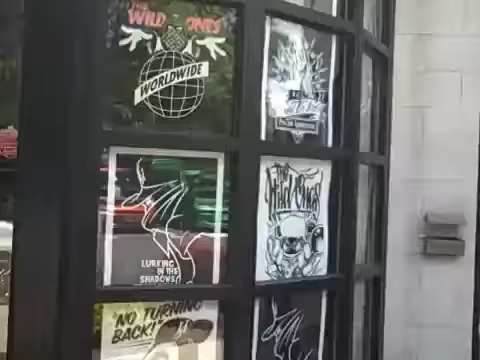 THE
WILD ONES
WORLDWIDE
THE
Wild Ones
LURKING
IN THE
SHADOWS!
"NO TURNING
BACK!"